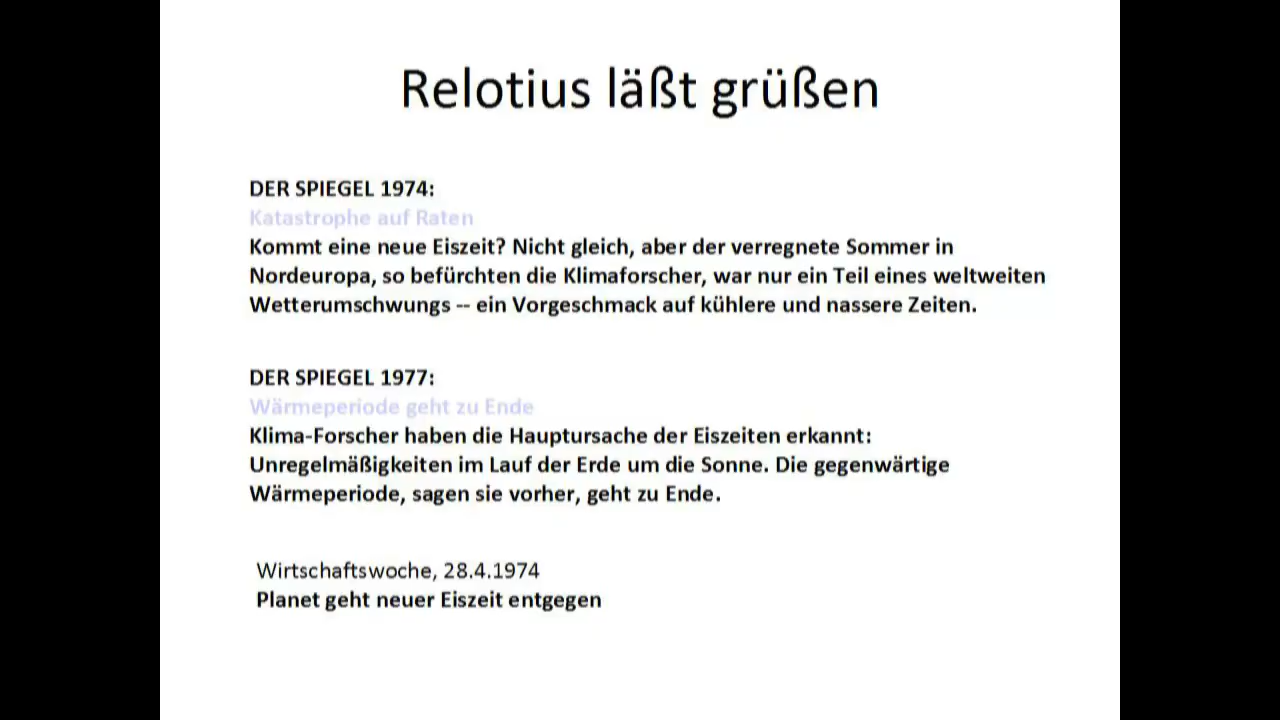 Relotius läßt grüßen
DER SPIEGEL 1974:
Katastrophe auf Raten
Kommt eine neue Eiszeit? Nicht gleich, aber der verregnete Sommer in
Nordeuropa, so befürchten die Klimaforscher, war nur ein Teil eines weltweiten
Wetterumschwungs -- ein Vorgeschmack auf kühlere und nassere Zeiten.
DER SPIEGEL 1977:
Wärmeperiode geht zu Ende
Klima-Forscher haben die Hauptursache der Eiszeiten erkannt:
Unregelmäßigkeiten im Lauf der Erde um die Sonne. Die gegenwärtige
Wärmeperiode, sagen sie vorher, geht zu Ende.
Wirtschaftswoche, 28.4.1974
Planet geht neuer Eiszeit entgegen